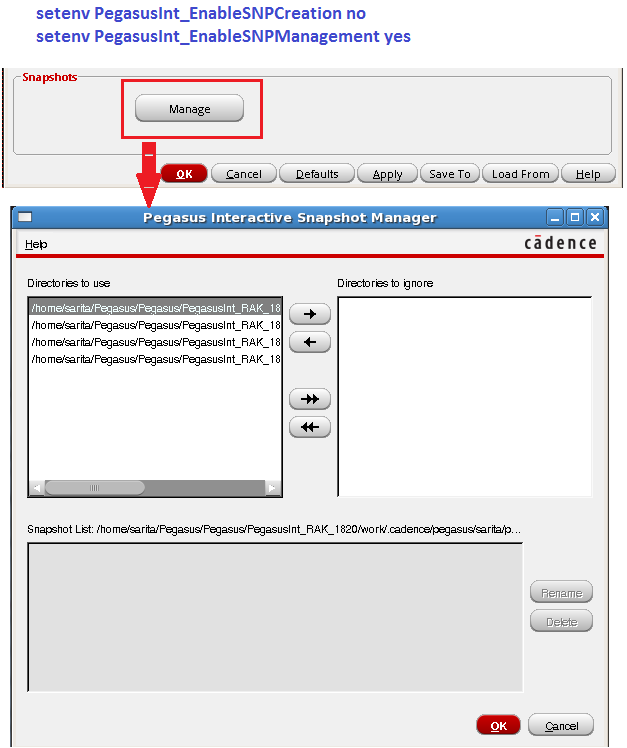 setenv PegasusInt_EnableSNPCreation no
setenv PegasusInt_EnableSNPManagement yes
Snapshots
Manage
OK Cancel Defaults Apply Save To Load From Help
Pegasus Interactive Snapshot Manager
Help cādence
Directories to use Directories to ignore
/home/sarita/Pegasus/Pegasus/PegasusInt_RAK_18
/home/sarita/Pegasus/Pegasus/PegasusInt_RAK_18
/home/sarita/Pegasus/Pegasus/PegasusInt_RAK_18
/home/sarita/Pegasus/Pegasus/PegasusInt_RAK_18
Snapshot List: /home/sarita/Pegasus/Pegasus/PegasusInt_RAK_1820/work/.cadence/pegasus/sarita/p...
Rename
Delete
OK Cancel